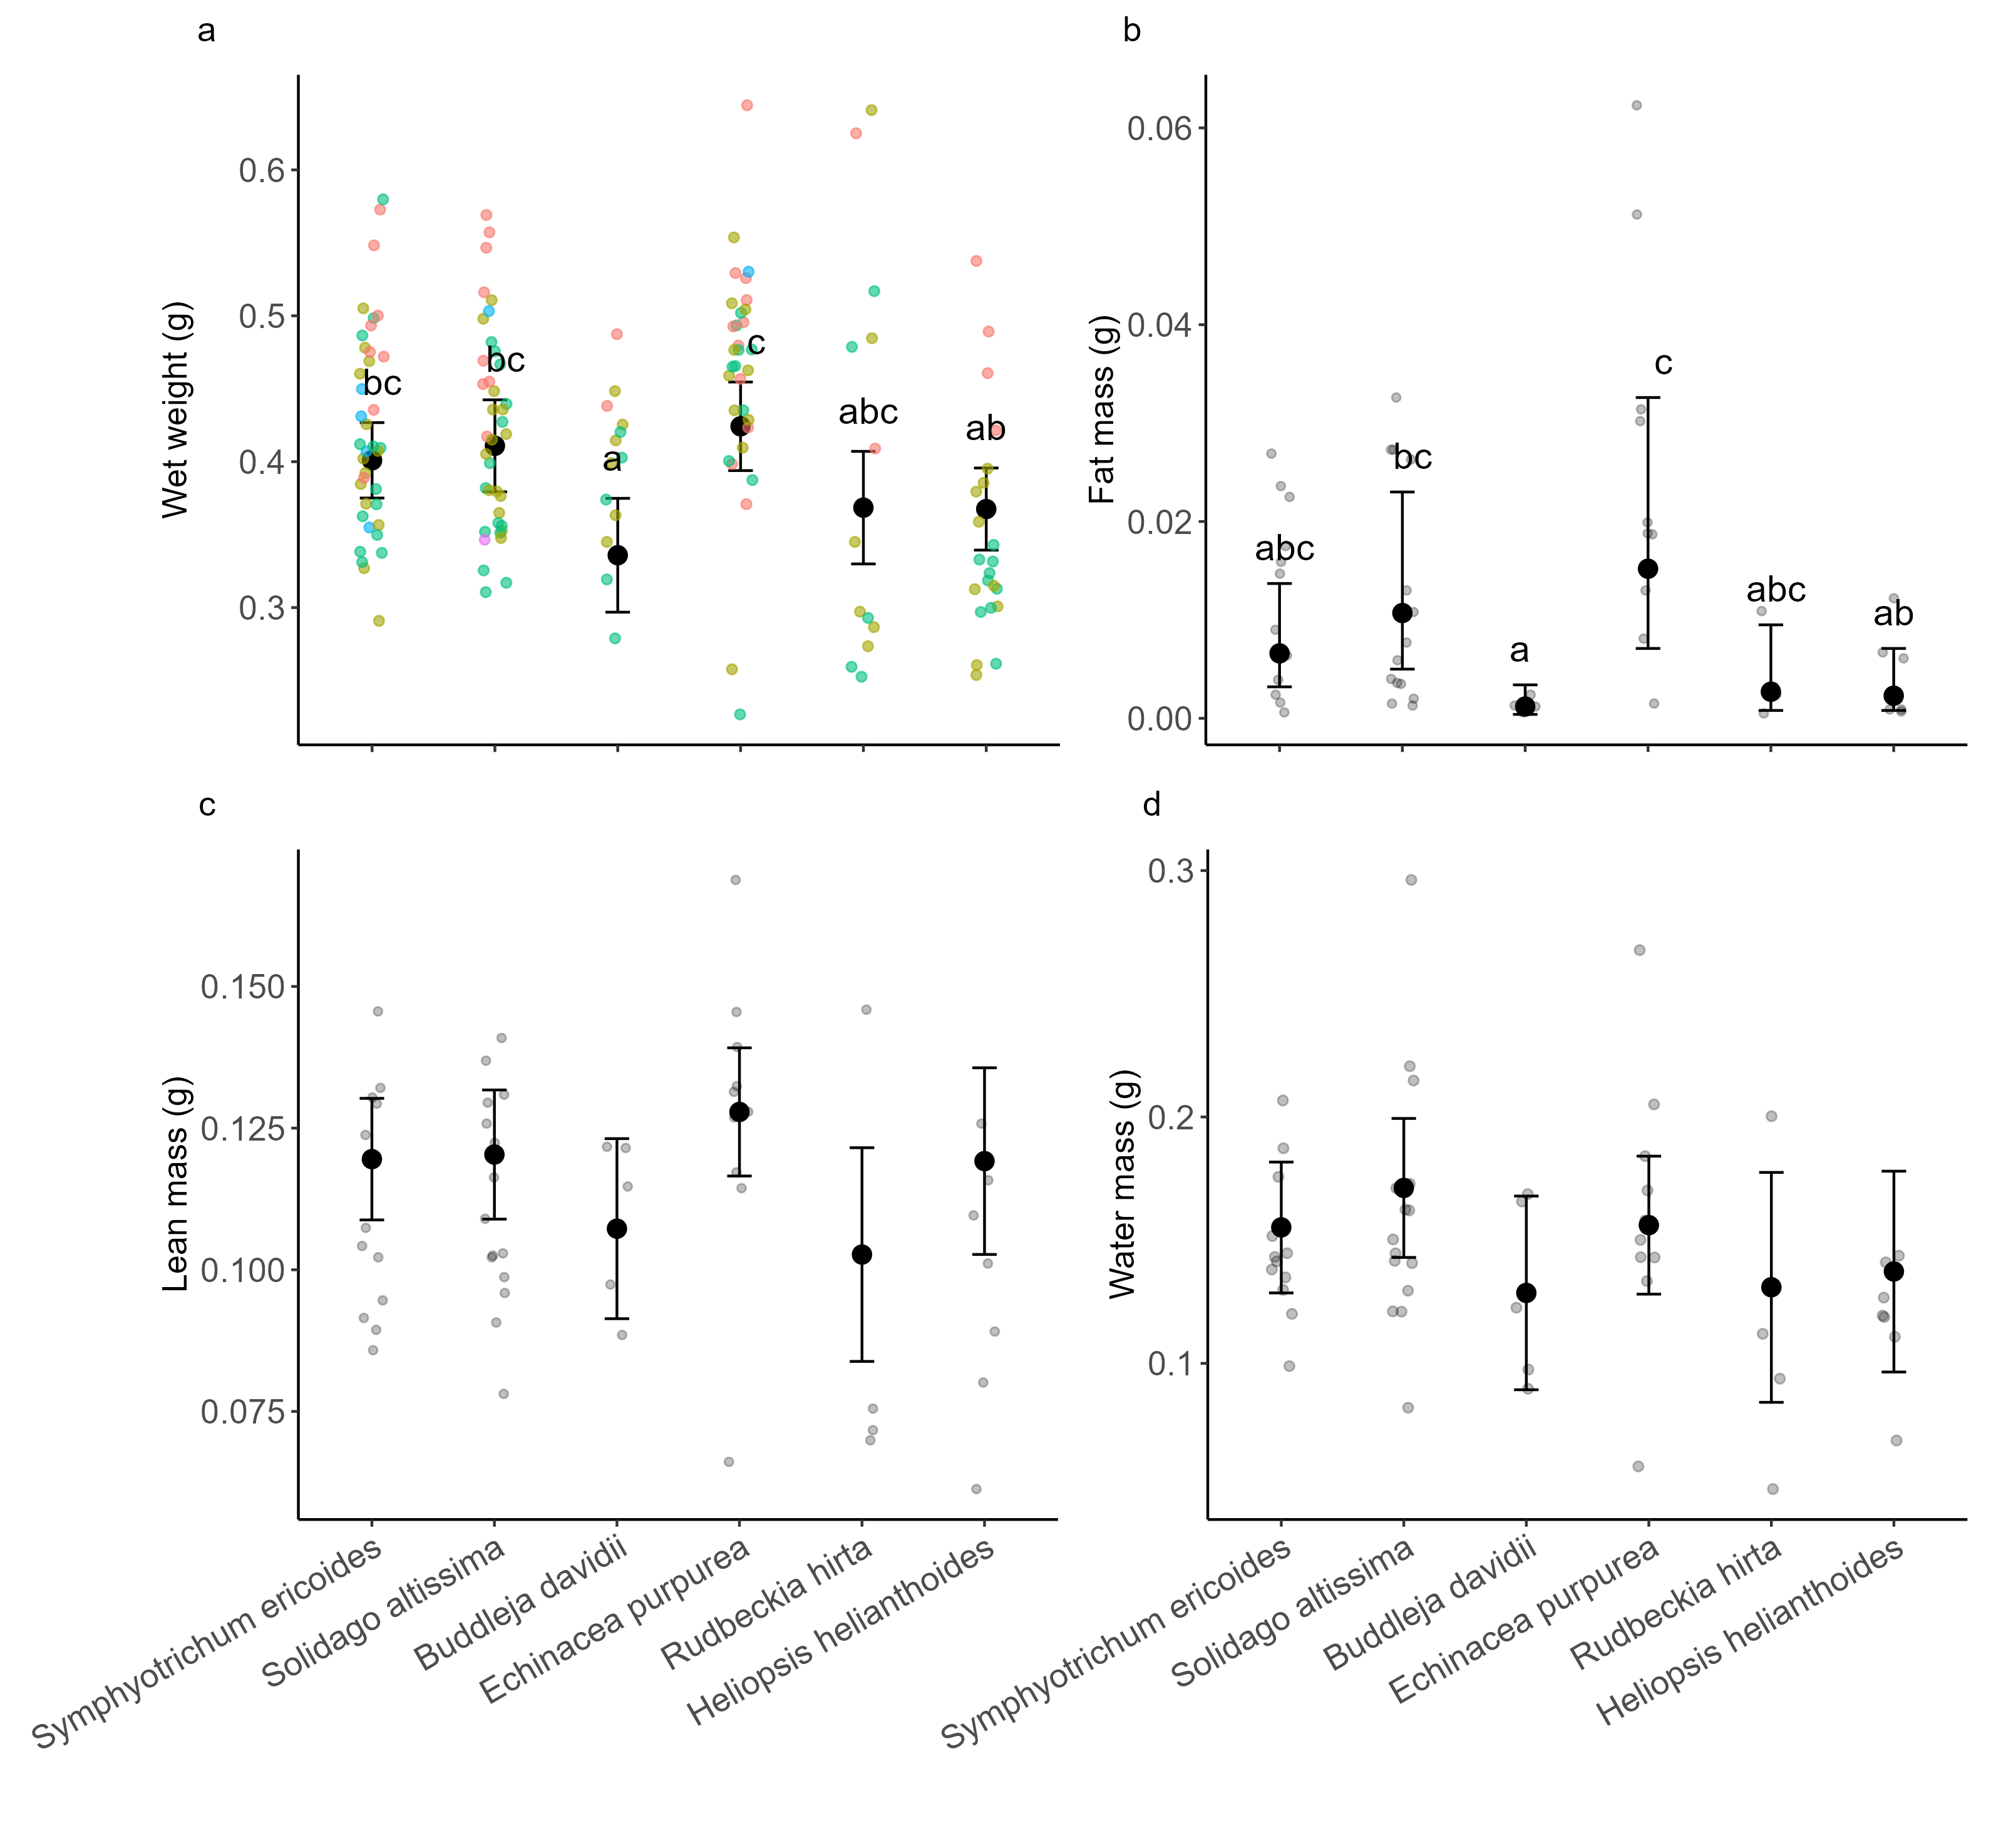 a
Wet weight (g)
0.6
0.5
0.4
0.3
bc
bc
a
c
abc
ab
b
Fat mass (g)
0.06
0.04
0.02
0.00
abc
bc
a
c
abc
ab
c
Lean mass (g)
0.150
0.125
0.100
0.075
Symphyotrichum ericoides
Solidago altissima
Buddleja davidii
Echinacea purpurea
Rudbeckia hirta
Heliopsis helianthoides
d
Water mass (g)
0.3
0.2
0.1
Symphyotrichum ericoides
Solidago altissima
Buddleja davidii
Echinacea purpurea
Rudbeckia hirta
Heliopsis helianthoides